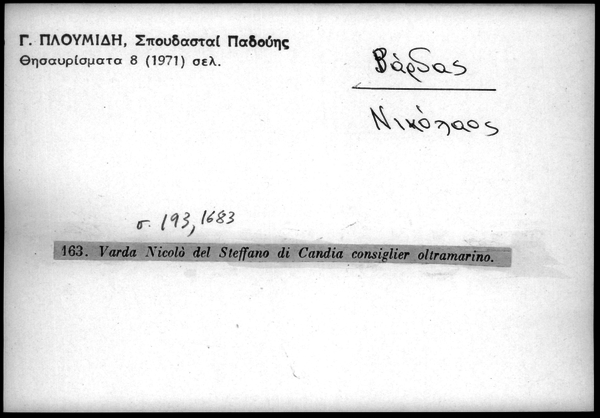 Γ. ΠΛΟΥΜΙΔΗ, Σπουδασταί Παδούης
Θησαυρίσματα 8 (1971) σελ.
Βάρδας
Νικόλαος
σ. 193, 1683
163. Varda Nicolò del Steffano di Candia consiglier oltramarino.